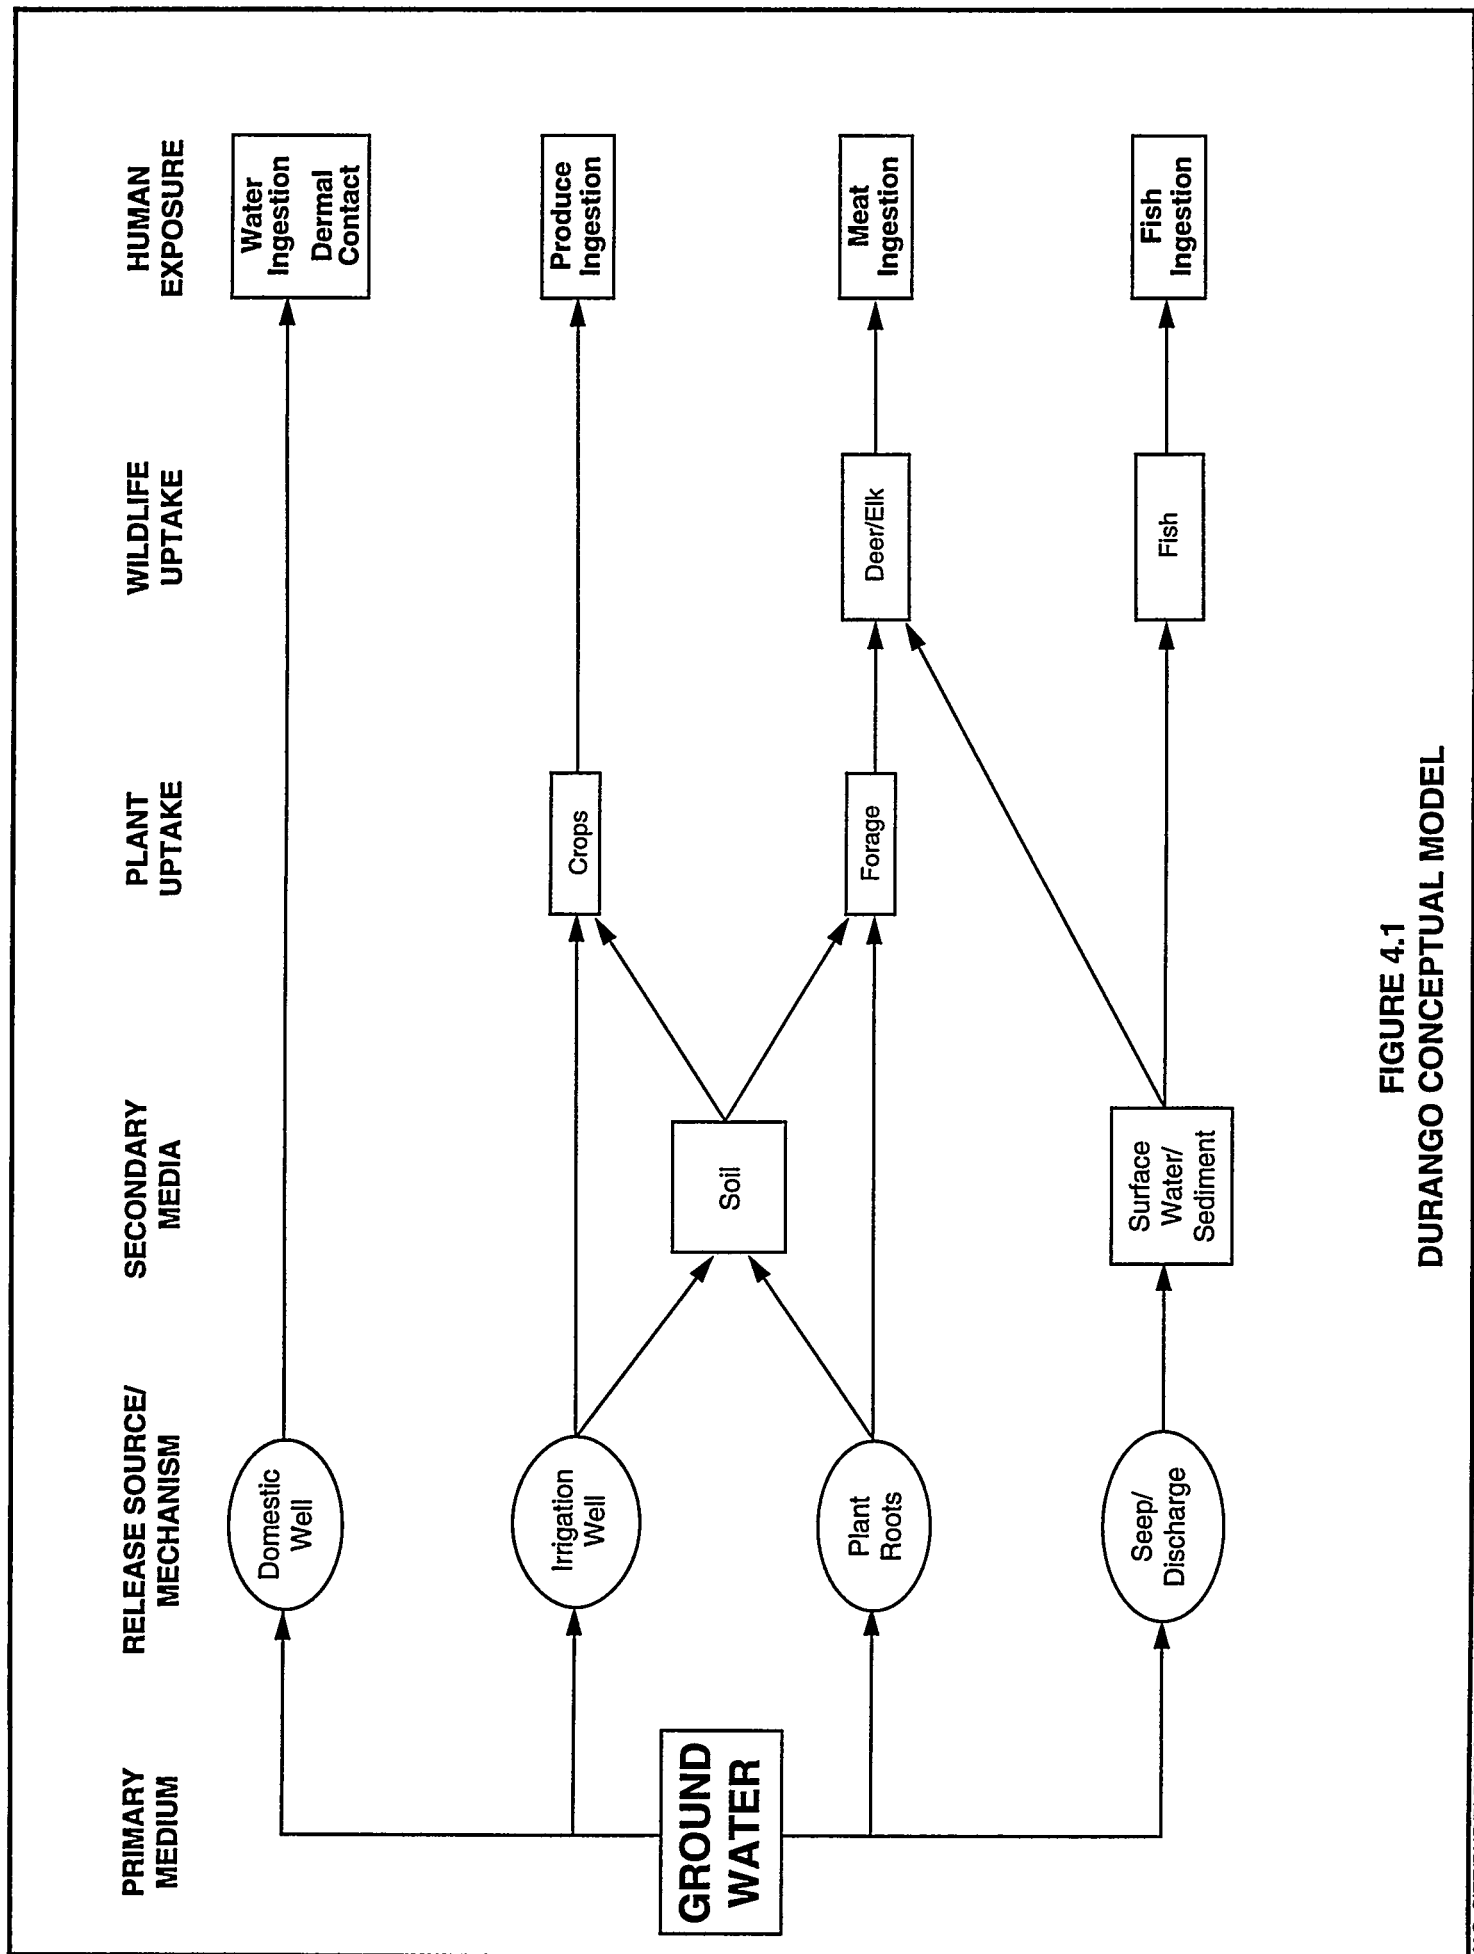 PRIMARY
MEDIUM
RELEASE SOURCE/
MECHANISM
SECONDARY
MEDIA
PLANT
UPTAKE
WILDLIFE
UPTAKE
HUMAN
EXPOSURE
Domestic
Well
Water
Ingestion
Dermal
Contact
Irrigation
Well
Crops
Produce
Ingestion
GROUND
WATER
Soil
Plant
Roots
Forage
Deer/Elk
Meat
Ingestion
Seep/
Discharge
Surface
Water/
Sediment
Fish
Fish
Ingestion
FIGURE 4.1
DURANGO CONCEPTUAL MODEL